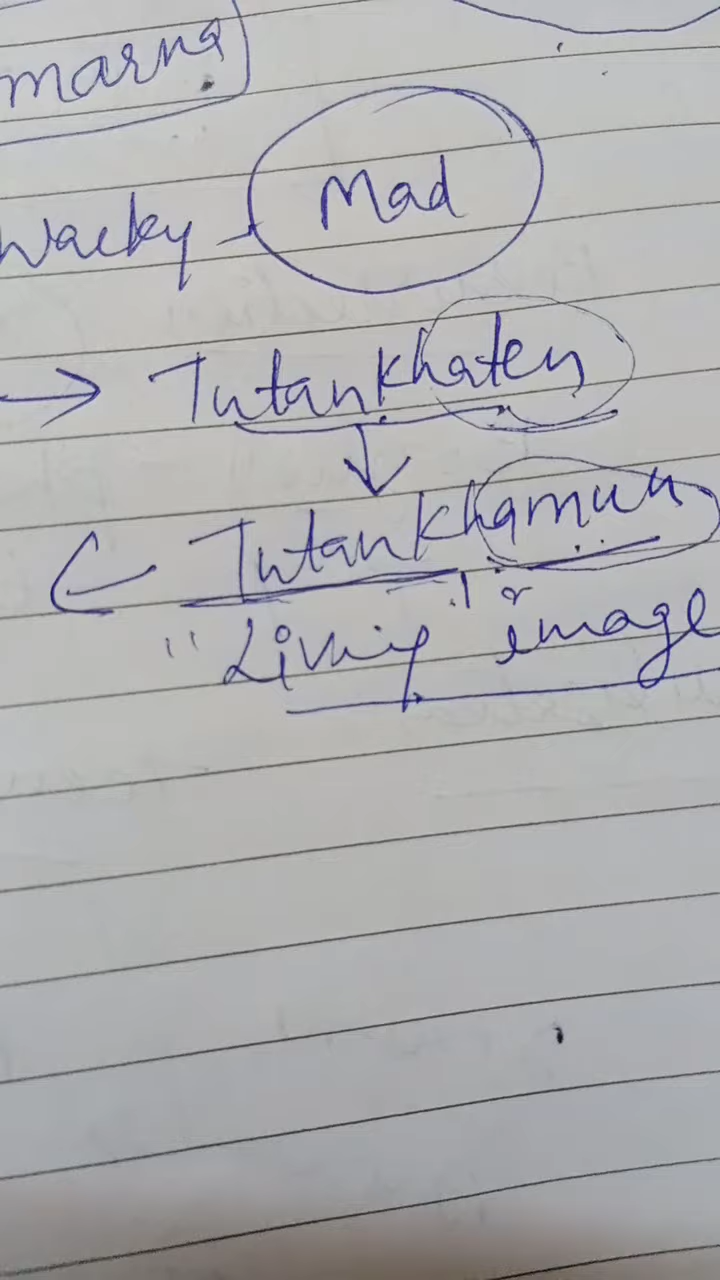 marna
Wacky - Mad
→ Tutankhaten
↓
← Tutankhamun
"Living image